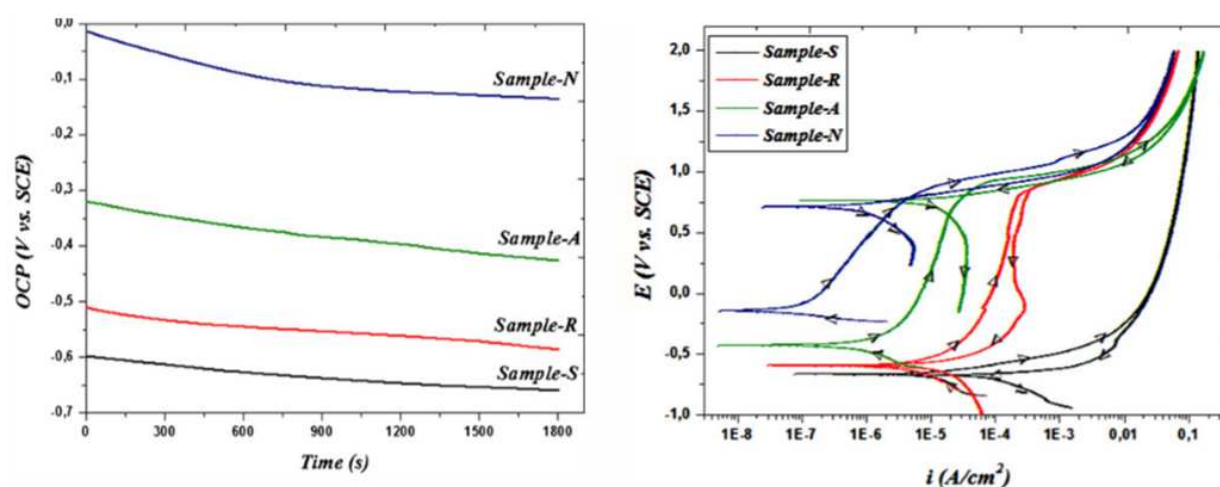 0,0
-0,1
-0,3
-0,4
-0,5
-0,6
-0,7
OCP (V vs. SCE)
Sample-N
Sample-A
Sample-R
Sample-S
0
300
600
900
1200
1500
1800
Time (s)
2,0
1,5
1,0
0,5
0,0
-0,5
-1,0
E (V vs. SCE)
Sample-S
Sample-R
Sample-A
Sample-N
1E-8
1E-7
1E-6
1E-5
1E-4
1E-3
0,01
0,1
i (A/cm²)